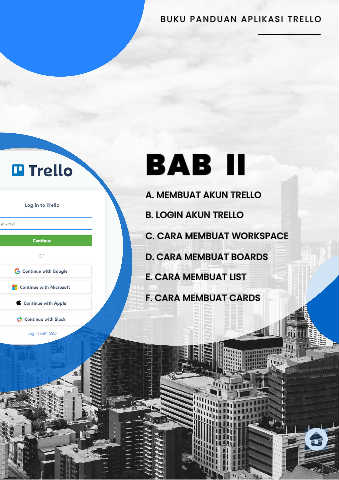 BUKU PANDUAN APLIKASI TRELLO
Trello
Log in to Trello
Continue
Continue with Google
Continue with Microsoft
Continue with Apple
Continue with Slack
BAB II
A. MEMBUAT AKUN TRELLO
B. LOGIN AKUN TRELLO
C. CARA MEMBUAT WORKSPACE
D. CARA MEMBUAT BOARDS
E. CARA MEMBUAT LIST
F. CARA MEMBUAT CARDS